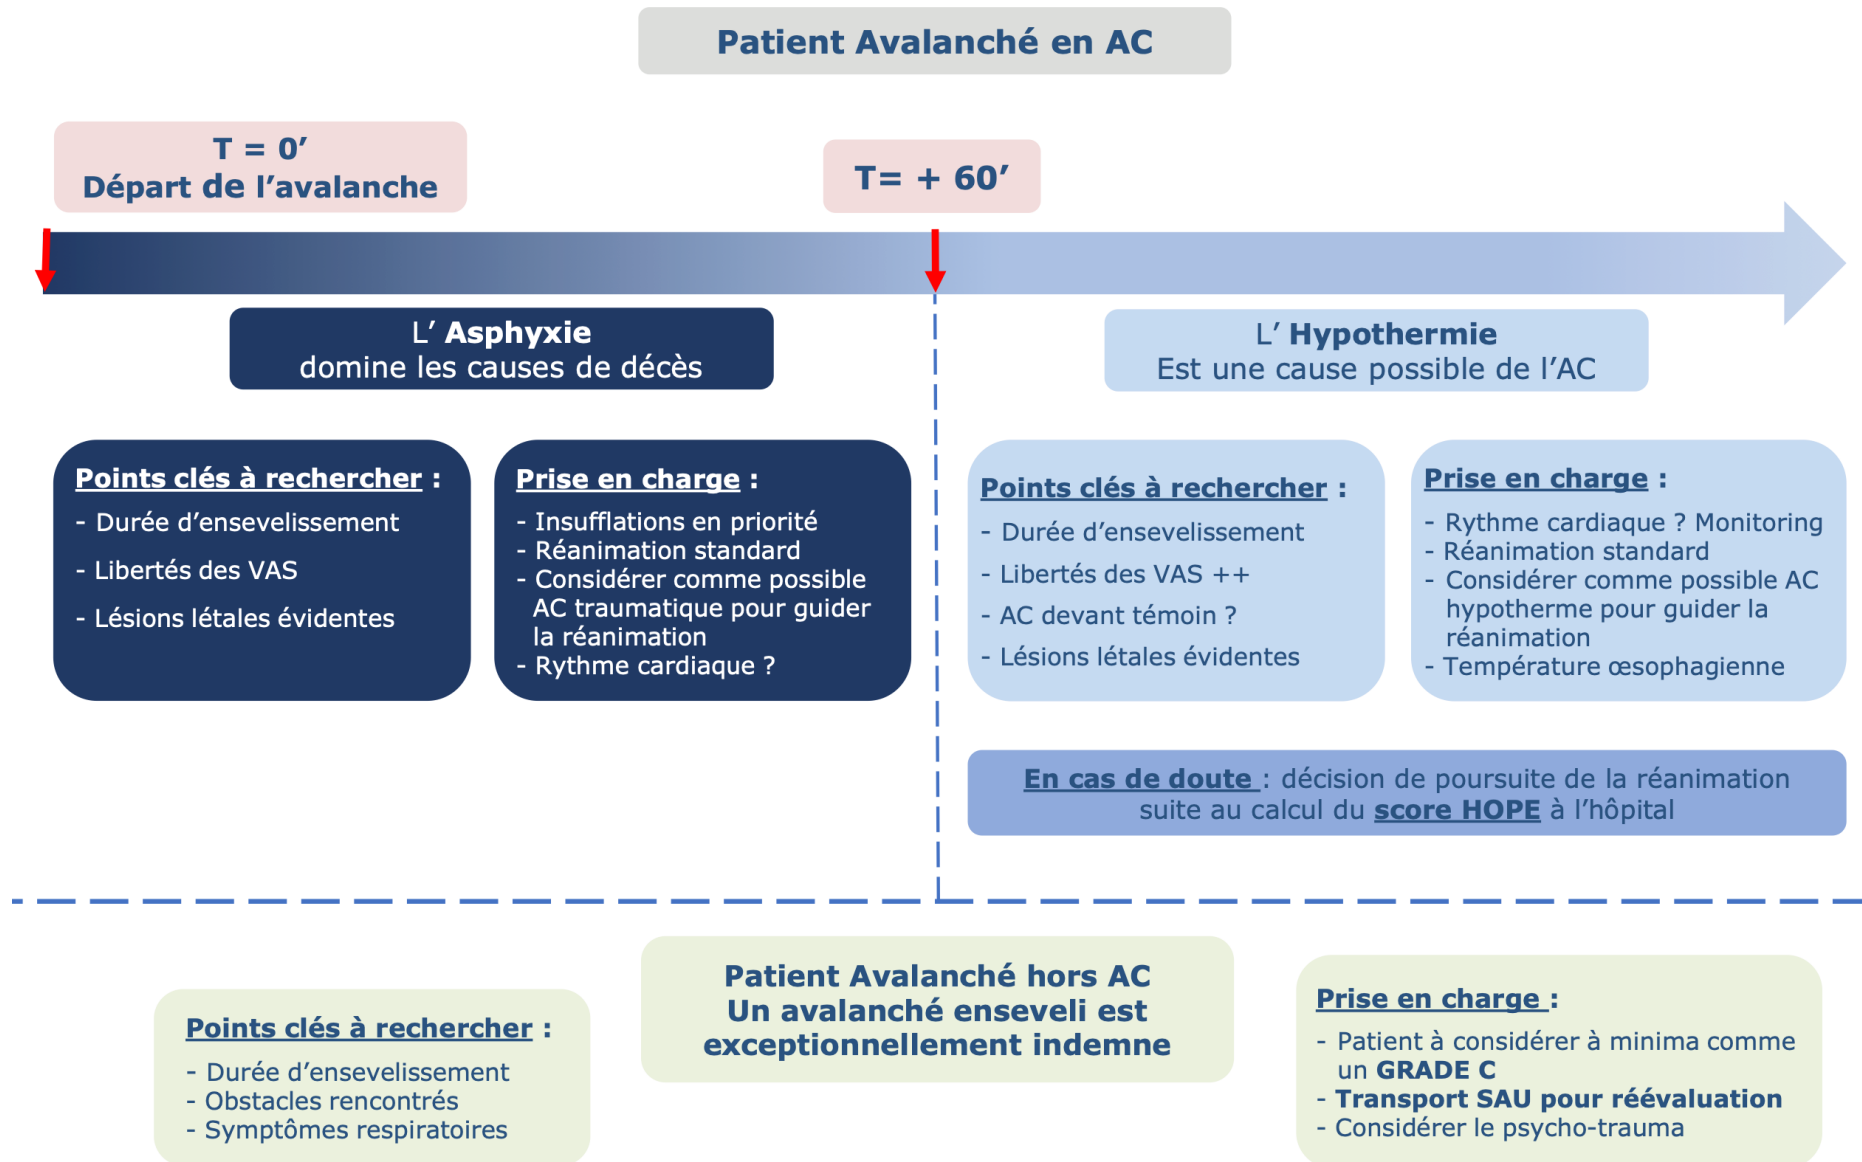 Patient Avalanché en AC
T = 0’
Départ de l’avalanche
T= + 60’
L’ Asphyxie
domine les causes de décès
L’ Hypothermie
Est une cause possible de l’AC
Points clés à rechercher :
- Durée d’ensevelissement
- Libertés des VAS
- Lésions létales évidentes
Prise en charge :
- Insufflations en priorité
- Réanimation standard
- Considérer comme possible
AC traumatique pour guider
la réanimation
- Rythme cardiaque ?
Points clés à rechercher :
- Durée d’ensevelissement
- Libertés des VAS ++
- AC devant témoin ?
- Lésions létales évidentes
Prise en charge :
- Rythme cardiaque ? Monitoring
- Réanimation standard
- Considérer comme possible AC
hypotherme pour guider la
réanimation
- Température œsophagienne
En cas de doute : décision de poursuite de la réanimation
suite au calcul du score HOPE à l’hôpital
Patient Avalanché hors AC
Un avalanché enseveli est
exceptionnellement indemne
Points clés à rechercher :
- Durée d’ensevelissement
- Obstacles rencontrés
- Symptômes respiratoires
Prise en charge :
- Patient à considérer à minima comme
un GRADE C
- Transport SAU pour réévaluation
- Considérer le psycho-trauma